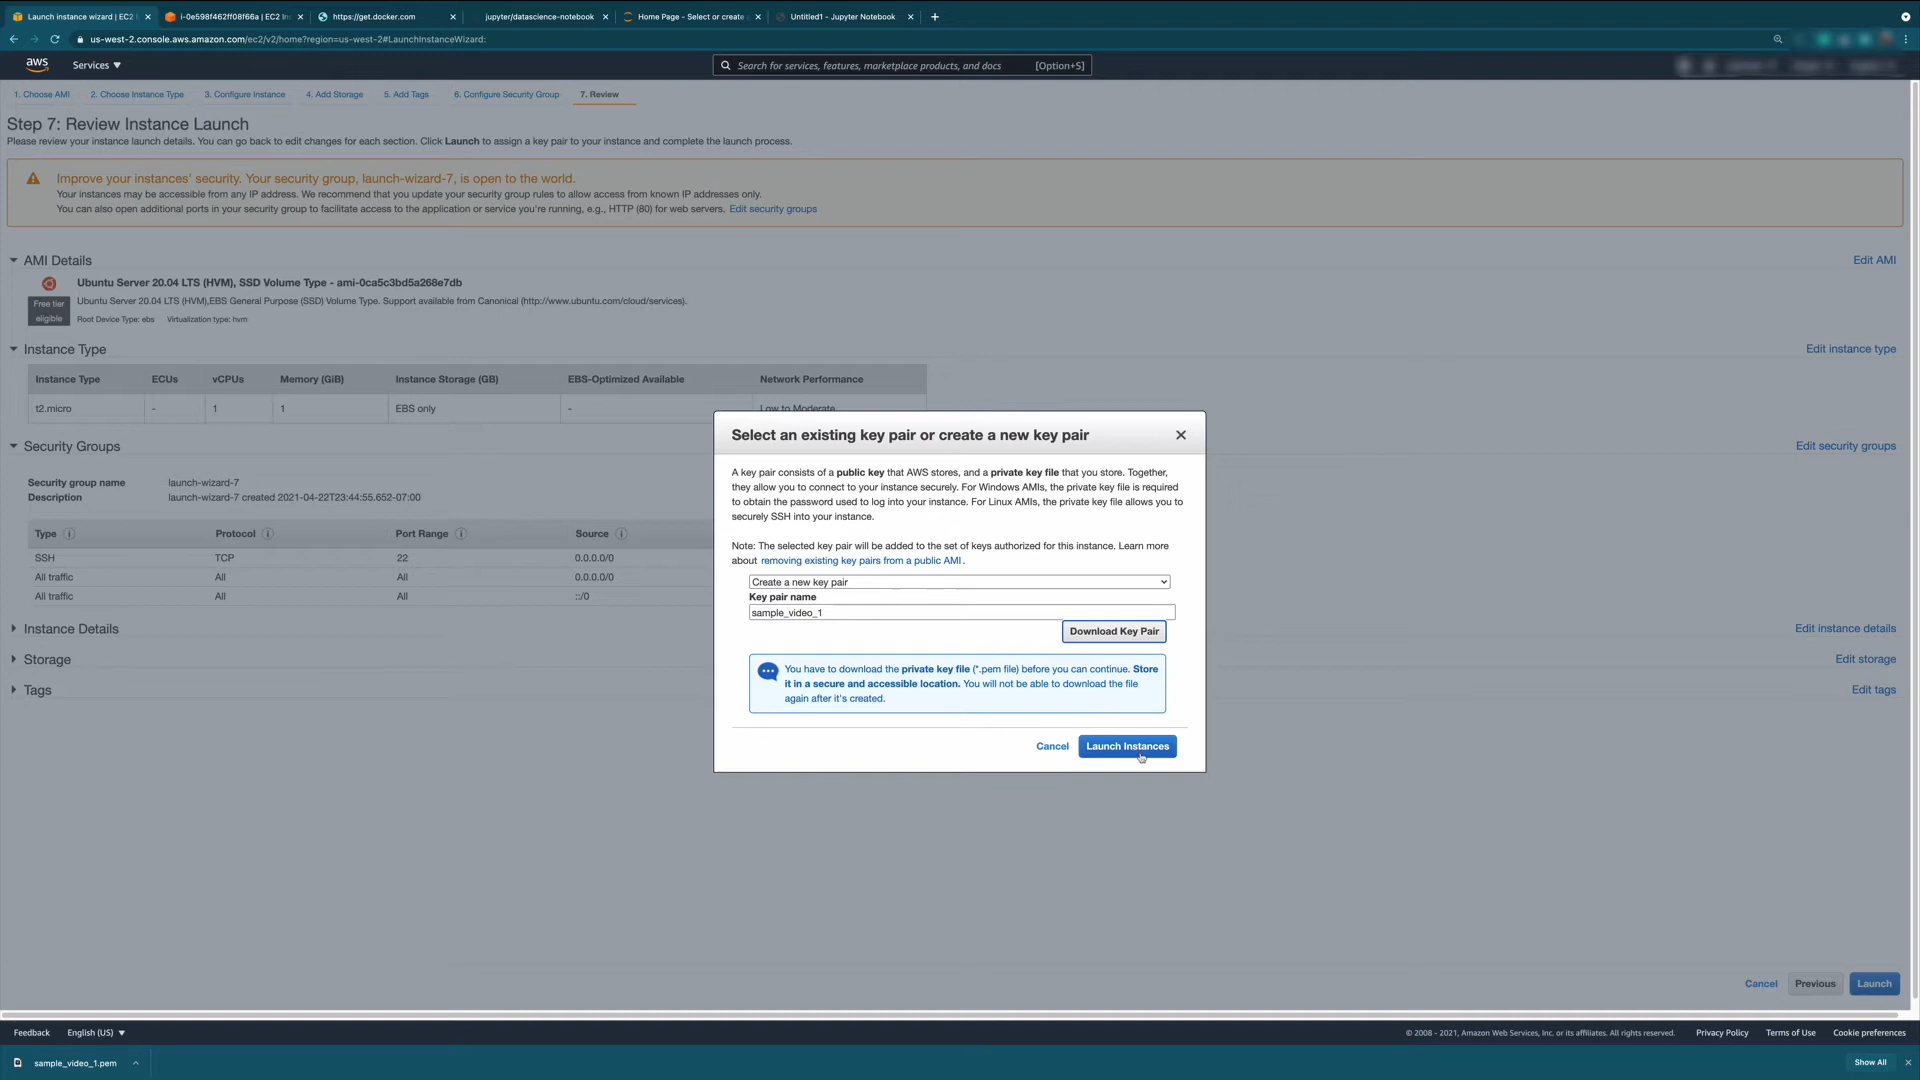 Launch instance wizard | EC2
i-0e598f462ff08f66a | EC2 In
https://get.docker.com
jupyter/datascience-notebook
Home Page - Select or create
Untitled1 - Jupyter Notebook
us-west-2.console.aws.amazon.com/ec2/v2/home?region=us-west-2#LaunchInstanceWizard:
aws
Services
Search for services, features, marketplace products, and docs [Option+S]
1. Choose AMI 2. Choose Instance Type 3. Configure Instance 4. Add Storage 5. Add Tags 6. Configure Security Group 7. Review
Step 7: Review Instance Launch
Please review your instance launch details. You can go back to edit changes for each section. Click Launch to assign a key pair to your instance and complete the launch process.
Improve your instances' security. Your security group, launch-wizard-7, is open to the world.
Your instances may be accessible from any IP address. We recommend that you update your security group rules to allow access from known IP addresses only.
You can also open additional ports in your security group to facilitate access to the application or service you're running, e.g., HTTP (80) for web servers. Edit security groups
AMI Details
Edit AMI
Ubuntu Server 20.04 LTS (HVM), SSD Volume Type - ami-0ca5c3bd5a268e7db
Free tier
eligible
Ubuntu Server 20.04 LTS (HVM),EBS General Purpose (SSD) Volume Type. Support available from Canonical (http://www.ubuntu.com/cloud/services).
Root Device Type: ebs Virtualization type: hvm
Instance Type
Edit instance type
Instance Type ECUs vCPUs Memory (GiB) Instance Storage (GB) EBS-Optimized Available Network Performance
t2.micro - 1 1 EBS only - Low to Moderate
Security Groups
Edit security groups
Security group name launch-wizard-7
Description launch-wizard-7 created 2021-04-22T23:44:55.652-07:00
Type Protocol Port Range Source
SSH TCP 22 0.0.0.0/0
All traffic All All 0.0.0.0/0
All traffic All All ::/0
Instance Details
Edit instance details
Storage
Edit storage
Tags
Edit tags
Select an existing key pair or create a new key pair
A key pair consists of a public key that AWS stores, and a private key file that you store. Together,
they allow you to connect to your instance securely. For Windows AMIs, the private key file is required
to obtain the password used to log into your instance. For Linux AMIs, the private key file allows you to
securely SSH into your instance.
Note: The selected key pair will be added to the set of keys authorized for this instance. Learn more
about removing existing key pairs from a public AMI.
Create a new key pair
Key pair name
sample_video_1
Download Key Pair
You have to download the private key file (*.pem file) before you can continue. Store
it in a secure and accessible location. You will not be able to download the file
again after it's created.
Cancel Launch Instances
Cancel Previous Launch
Feedback English (US)
© 2008 - 2021, Amazon Web Services, Inc. or its affiliates. All rights reserved. Privacy Policy Terms of Use Cookie preferences
sample_video_1.pem
Show All